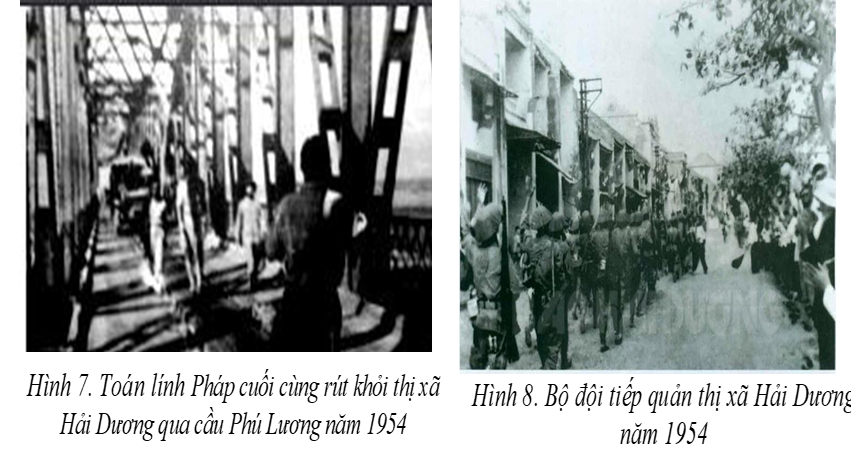 Hình 7. Toán lính Pháp cuối cùng rút khỏi thị xã
Hải Dương qua cầu Phú Lương năm 1954
Hình 8. Bộ đội tiếp quản thị xã Hải Dương
năm 1954